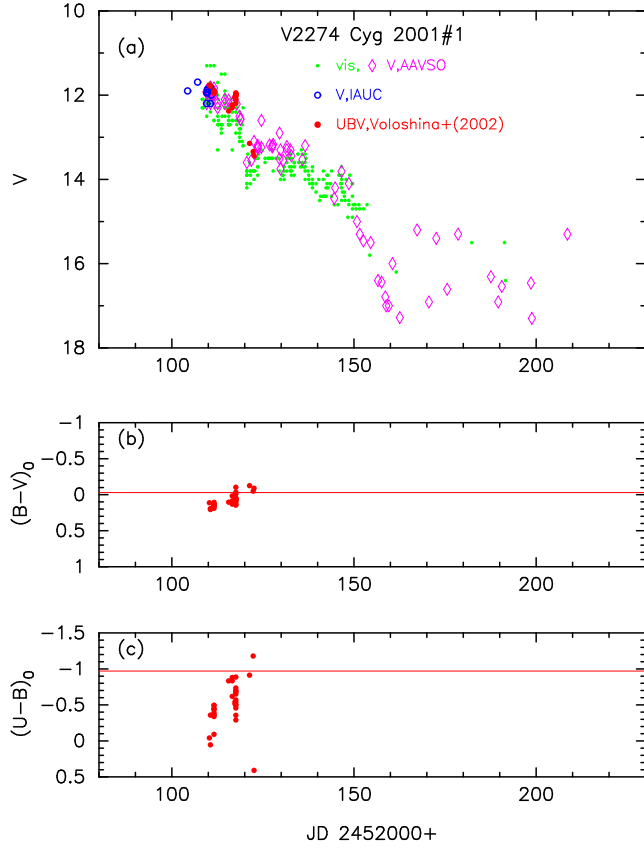 V2274 Cyg 2001#1
(a)
vis, V,AAVSO
V,IAUC
UBV,Voloshina+(2002)
10
12
14
16
18
V
100
150
200
(b)
−1
−0.5
0
0.5
1
(B−V)0
100
150
200
(c)
−1.5
−1
−0.5
0
0.5
(U−B)0
100
150
200
JD 2452000+